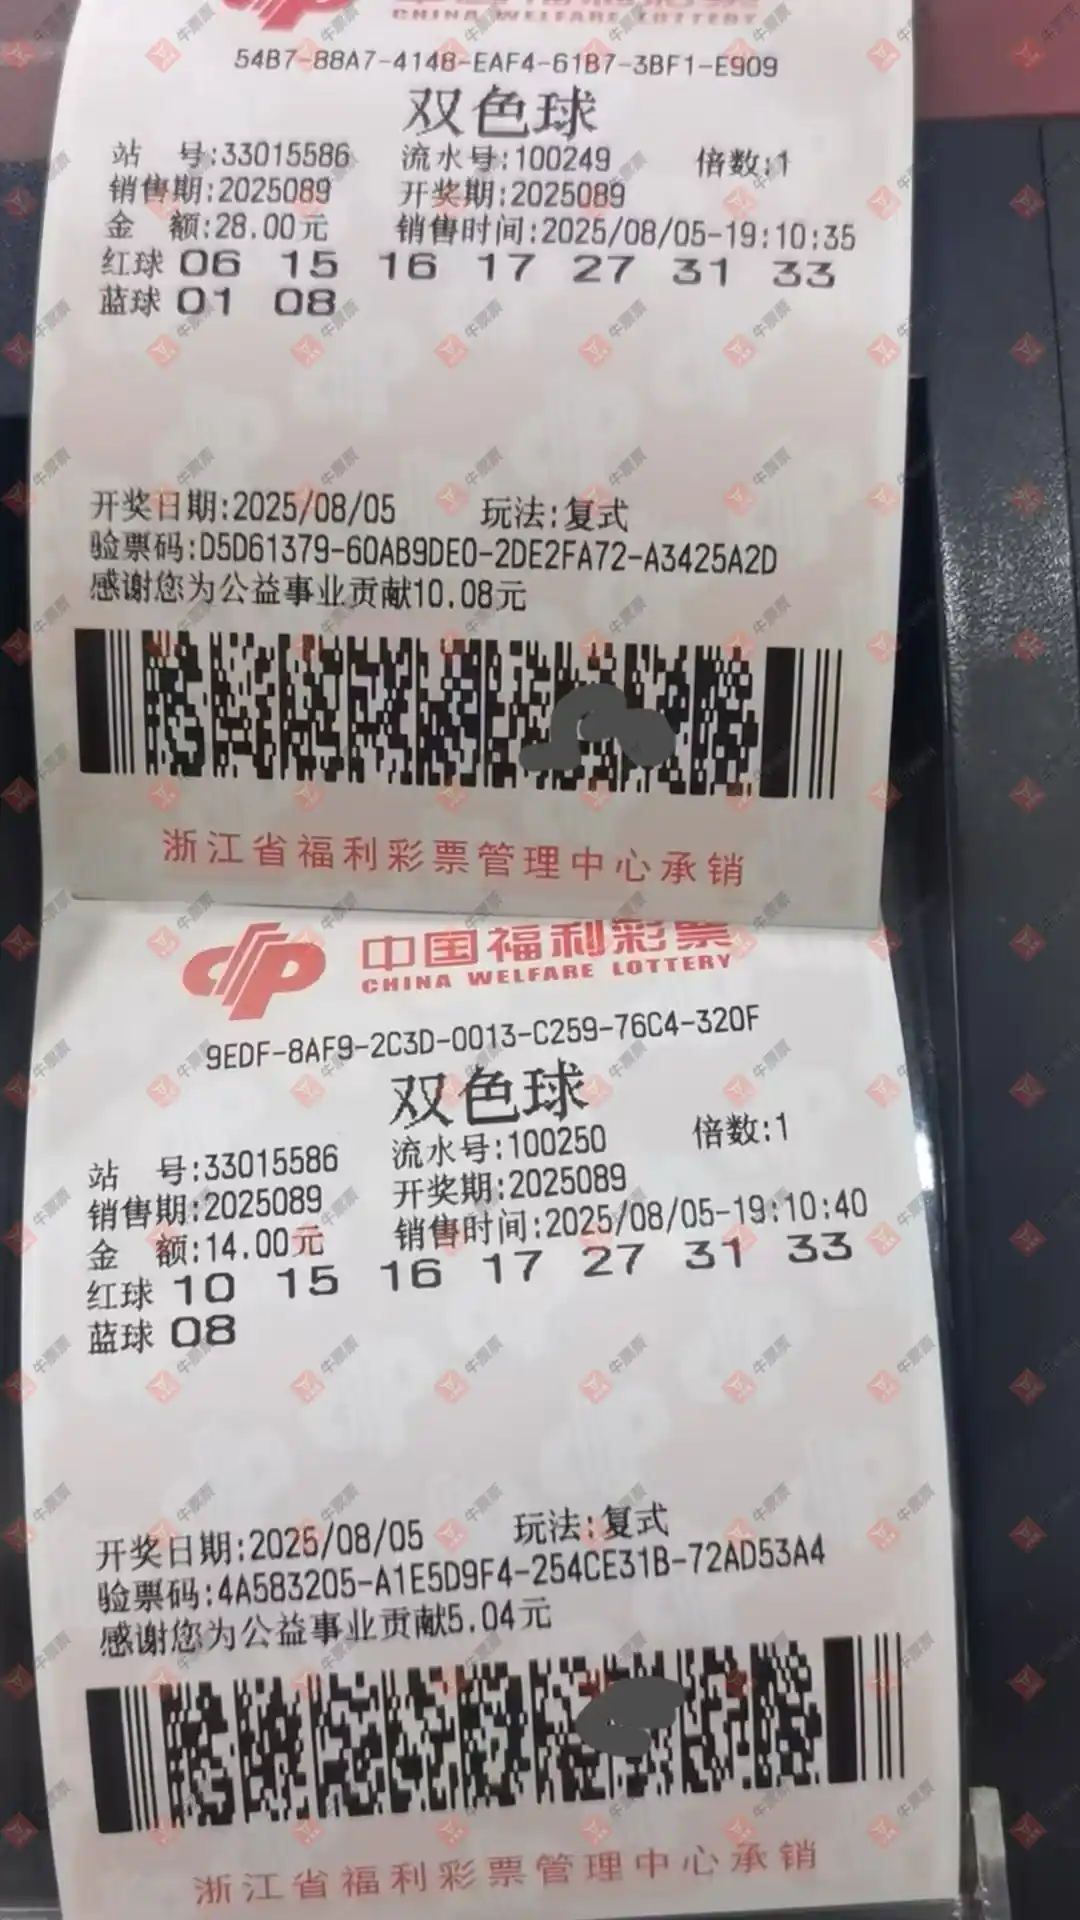 CHINA WELFARE LOTTERY
54B7-88A7-4148-EAF4-61B7-3BF1-E909
双色球
站 号:33015586 流水号:100249 倍数:1
销售期:2025089 开奖期:2025089
金 额:28.00元 销售时间:2025/08/05-19:10:35
红球 06 15 16 17 27 31 33
蓝球 01 08
开奖日期:2025/08/05 玩法:复式
验票码:D5D61379-60AB9DE0-2DE2FA72-A3425A2D
感谢您为公益事业贡献10.08元
浙江省福利彩票管理中心承销
中国福利彩票
CHINA WELFARE LOTTERY
9EDF-8AF9-2C3D-0013-C259-76C4-320F
双色球
站 号:33015586 流水号:100250 倍数:1
销售期:2025089 开奖期:2025089
金 额:14.00元 销售时间:2025/08/05-19:10:40
红球 10 15 16 17 27 31 33
蓝球 08
开奖日期:2025/08/05 玩法:复式
验票码:4A583205-A1E5D9F4-254CE31B-72AD53A4
感谢您为公益事业贡献5.04元
浙江省福利彩票管理中心承销
牛票票